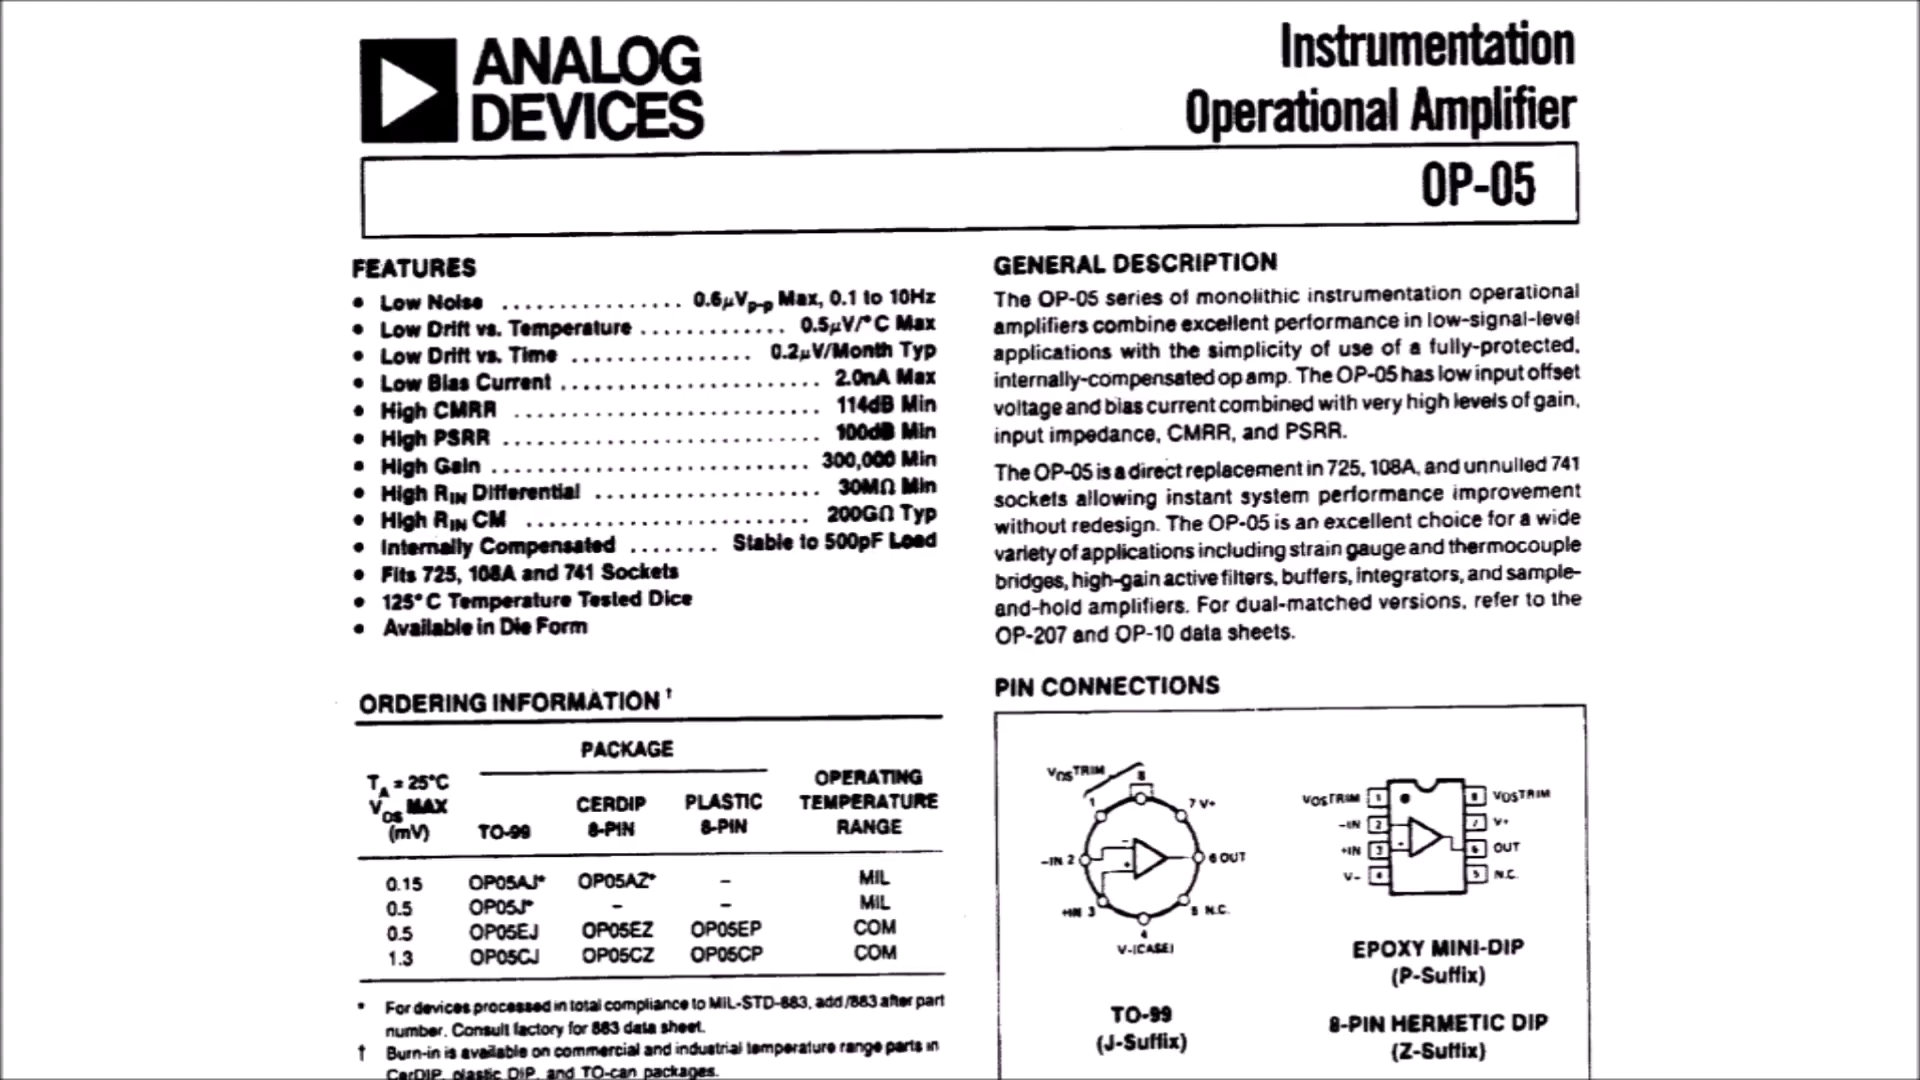 ANALOG
DEVICES
Instrumentation
Operational Amplifier
OP-05
FEATURES
• Low Noise ................ 0.6μVp-p Max, 0.1 to 10Hz
• Low Drift vs. Temperature ............. 0.5μV/°C Max
• Low Drift vs. Time ................ 0.2μV/Month Typ
• Low Bias Current ....................... 2.0nA Max
• High CMRR ........................... 114dB Min
• High PSRR ............................ 100dB Min
• High Gain ............................ 300,000 Min
• High RIN Differential .................... 30MΩ Min
• High RIN CM ......................... 200GΩ Typ
• Internally Compensated ........ Stable to 500pF Load
• Fits 725, 108A and 741 Sockets
• 125°C Temperature Tested Dice
• Available in Die Form
ORDERING INFORMATION†
PACKAGE
TA = 25°C
VOS MAX
(mV)
TO-99
CERDIP
8-PIN
PLASTIC
8-PIN
OPERATING
TEMPERATURE
RANGE
0.15 OP05AJ* OP05AZ* – MIL
0.5 OP05J* – – MIL
0.5 OP05EJ OP05EZ OP05EP COM
1.3 OP05CJ OP05CZ OP05CP COM
* For devices processed in total compliance to MIL-STD-883, add /883 after part
number. Consult factory for 883 data sheet.
† Burn-in is available on commercial and industrial temperature range parts in
CerDIP, plastic DIP, and TO-can packages.
GENERAL DESCRIPTION
The OP-05 series of monolithic instrumentation operational
amplifiers combine excellent performance in low-signal-level
applications with the simplicity of use of a fully-protected,
internally-compensated op amp. The OP-05 has low input offset
voltage and bias current combined with very high levels of gain,
input impedance, CMRR, and PSRR.
The OP-05 is a direct replacement in 725, 108A, and unnulled 741
sockets allowing instant system performance improvement
without redesign. The OP-05 is an excellent choice for a wide
variety of applications including strain gauge and thermocouple
bridges, high-gain active filters, buffers, integrators, and sample-
and-hold amplifiers. For dual-matched versions, refer to the
OP-207 and OP-10 data sheets.
PIN CONNECTIONS
VOS TRIM
8
1
7 V+
-IN 2
6 OUT
+IN 3
5 N.C.
4
V-(CASE)
TO-99
(J-Suffix)
VOS TRIM 1 8 VOS TRIM
-IN 2 7 V+
+IN 3 6 OUT
V- 4 5 N.C.
EPOXY MINI-DIP
(P-Suffix)
8-PIN HERMETIC DIP
(Z-Suffix)